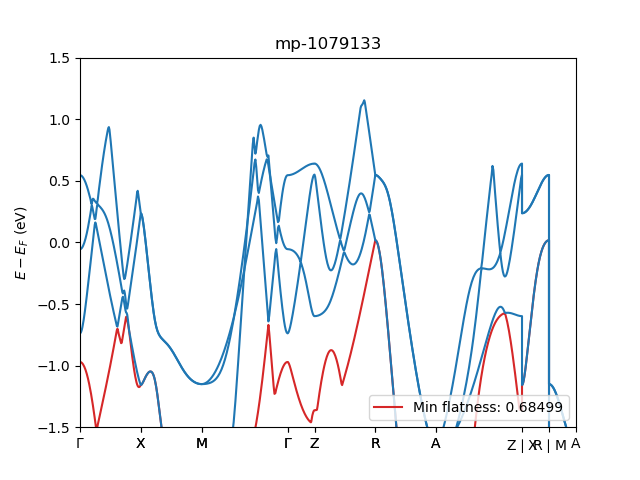 mp-1079133
1.5
1.0
0.5
0.0
−0.5
−1.0
−1.5
E − E_F (eV)
Min flatness: 0.68499
Γ X M Γ Z R A Z | X R | M A